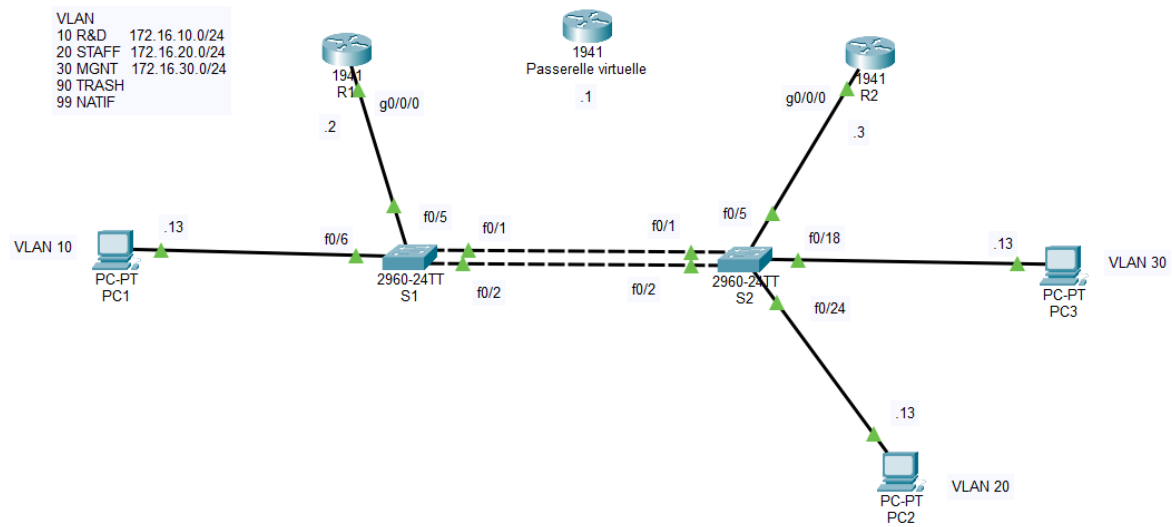 VLAN
10 R&D 172.16.10.0/24
20 STAFF 172.16.20.0/24
30 MGNT 172.16.30.0/24
90 TRASH
99 NATIF
1941
R1
g0/0/0
.2
1941
Passerelle virtuelle
.1
1941
R2
g0/0/0
.3
VLAN 10
.13
PC-PT
PC1
f0/6
f0/5
f0/1
2960-24TT
S1
f0/2
f0/1
f0/5
f0/18
2960-24TT
S2
f0/2
f0/24
.13
PC-PT
PC3
VLAN 30
.13
PC-PT
PC2
VLAN 20